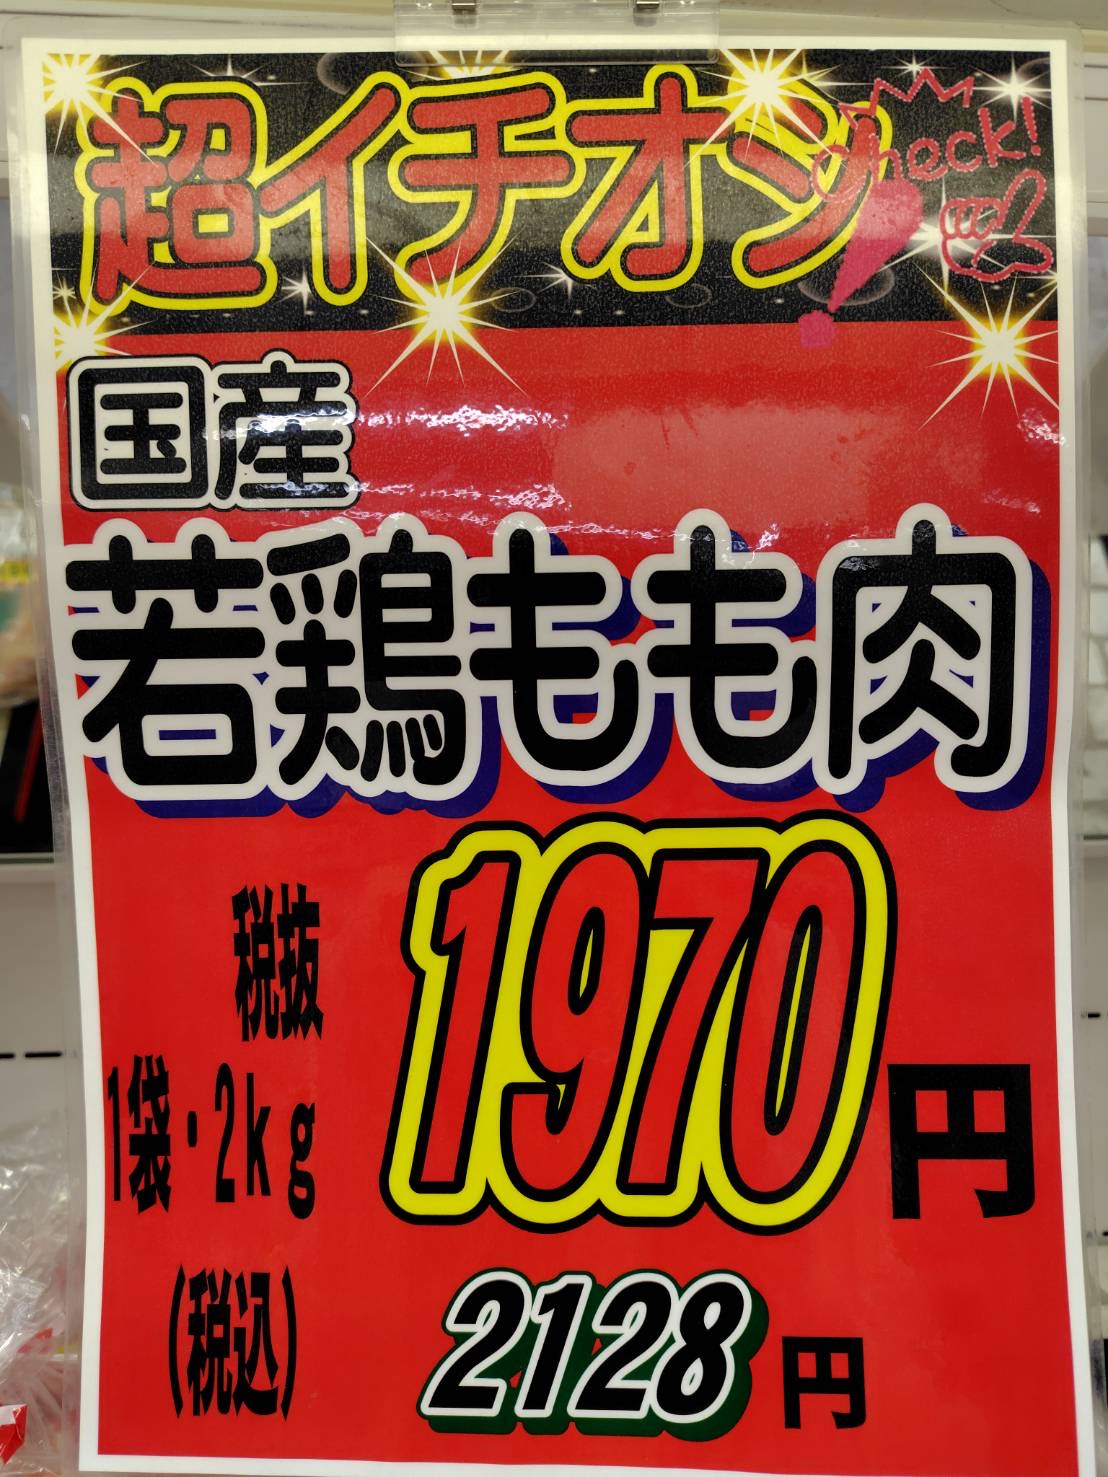 超イチオシ!
check!
国産
若鶏もも肉
税抜
1袋・2kg
1970円
(税込)
2128円